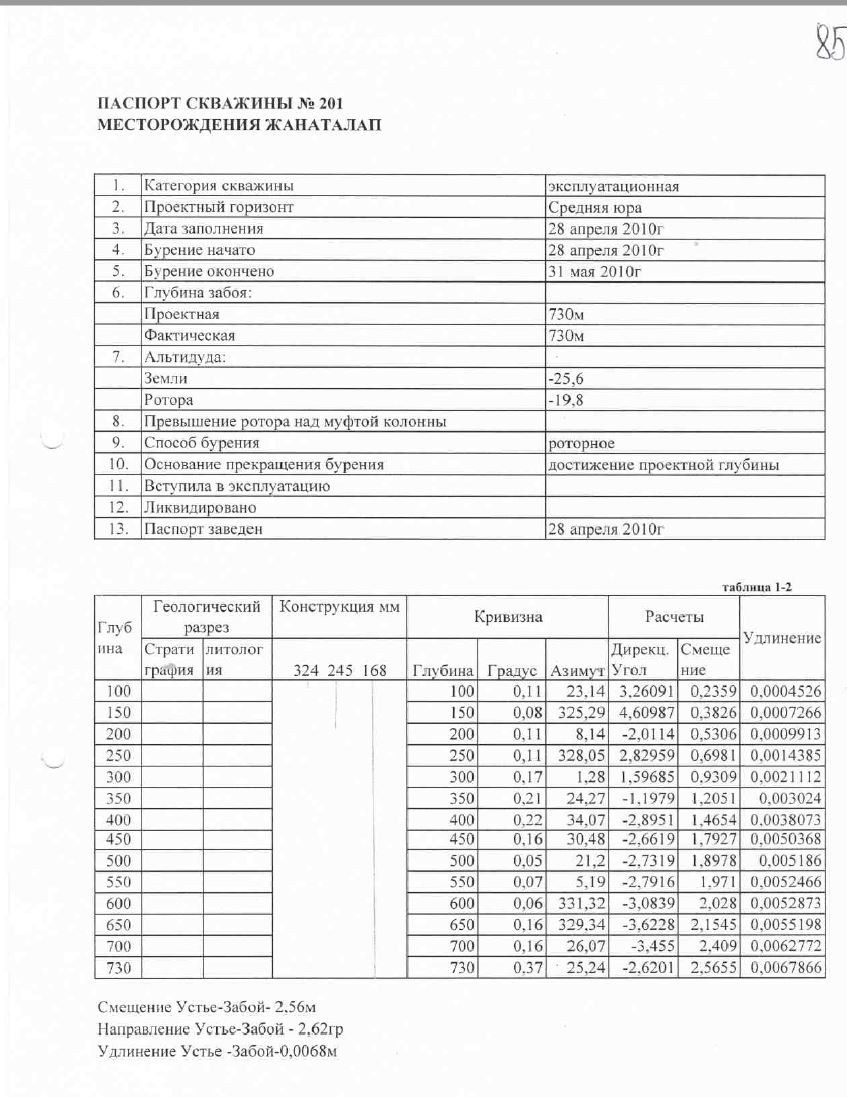 85
ПАСПОРТ СКВАЖИНЫ № 201
МЕСТОРОЖДЕНИЯ ЖАНАТАЛАП
1. Категория скважины эксплуатационная
2. Проектный горизонт Средняя юра
3. Дата заполнения 28 апреля 2010г
4. Бурение начато 28 апреля 2010г
5. Бурение окончено 31 мая 2010г
6. Глубина забоя:
Проектная 730м
Фактическая 730м
7. Альтидуда:
Земли -25,6
Ротора -19,8
8. Превышение ротора над муфтой колонны
9. Способ бурения роторное
10. Основание прекращения бурения достижение проектной глубины
11. Вступила в эксплуатацию
12. Ликвидировано
13. Паспорт заведен 28 апреля 2010г
таблица 1-2
Глубина Геологический разрез Конструкция мм Кривизна Расчеты Удлинение
Стратиграфия литология 324 245 168 Глубина Градус Азимут Дирекц. Угол Смещение
100 100 0,11 23,14 3,26091 0,2359 0,0004526
150 150 0,08 325,29 4,60987 0,3826 0,0007266
200 200 0,11 8,14 -2,0114 0,5306 0,0009913
250 250 0,11 328,05 2,82959 0,6981 0,0014385
300 300 0,17 1,28 1,59685 0,9309 0,0021112
350 350 0,21 24,27 -1,1979 1,2051 0,003024
400 400 0,22 34,07 -2,8951 1,4654 0,0038073
450 450 0,16 30,48 -2,6619 1,7927 0,0050368
500 500 0,05 21,2 -2,7319 1,8978 0,005186
550 550 0,07 5,19 -2,7916 1,971 0,0052466
600 600 0,06 331,32 -3,0839 2,028 0,0052873
650 650 0,16 329,34 -3,6228 2,1545 0,0055198
700 700 0,16 26,07 -3,455 2,409 0,0062772
730 730 0,37 25,24 -2,6201 2,5655 0,0067866
Смещение Устье-Забой- 2,56м
Направление Устье-Забой - 2,62гр
Удлинение Устье -Забой-0,0068м